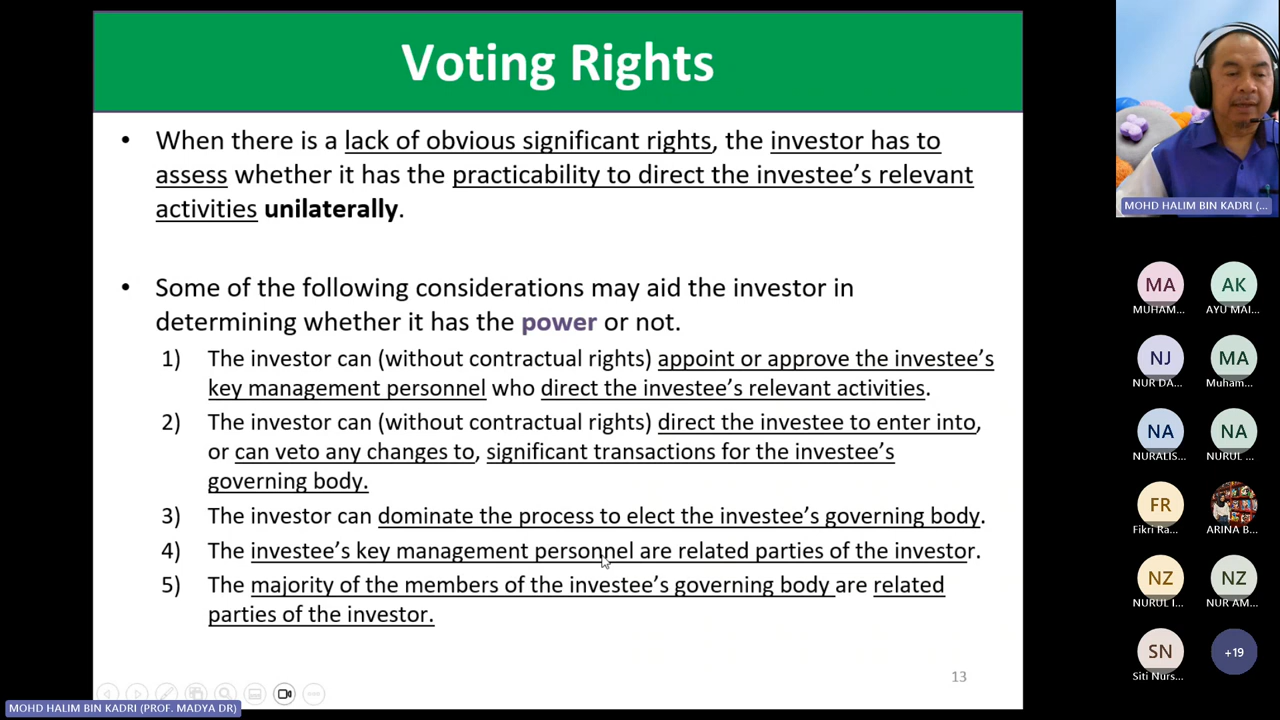 Voting Rights
• When there is a lack of obvious significant rights, the investor has to
assess whether it has the practicability to direct the investee’s relevant
activities unilaterally.
• Some of the following considerations may aid the investor in
determining whether it has the power or not.
1) The investor can (without contractual rights) appoint or approve the investee’s
key management personnel who direct the investee’s relevant activities.
2) The investor can (without contractual rights) direct the investee to enter into,
or can veto any changes to, significant transactions for the investee’s
governing body.
3) The investor can dominate the process to elect the investee’s governing body.
4) The investee’s key management personnel are related parties of the investor.
5) The majority of the members of the investee’s governing body are related
parties of the investor.
13
MOHD HALIM BIN KADRI (PROF. MADYA DR)
MOHD HALIM BIN KADRI (...
MA AK
MUHAM... AYU MAI...
NJ MA
NUR DA... Muham...
NA NA
NURALIS... NURUL ...
FR
Fikri Ra... ARINA B...
NZ NZ
NURUL I... NUR AM...
SN +19
Siti Nurs...